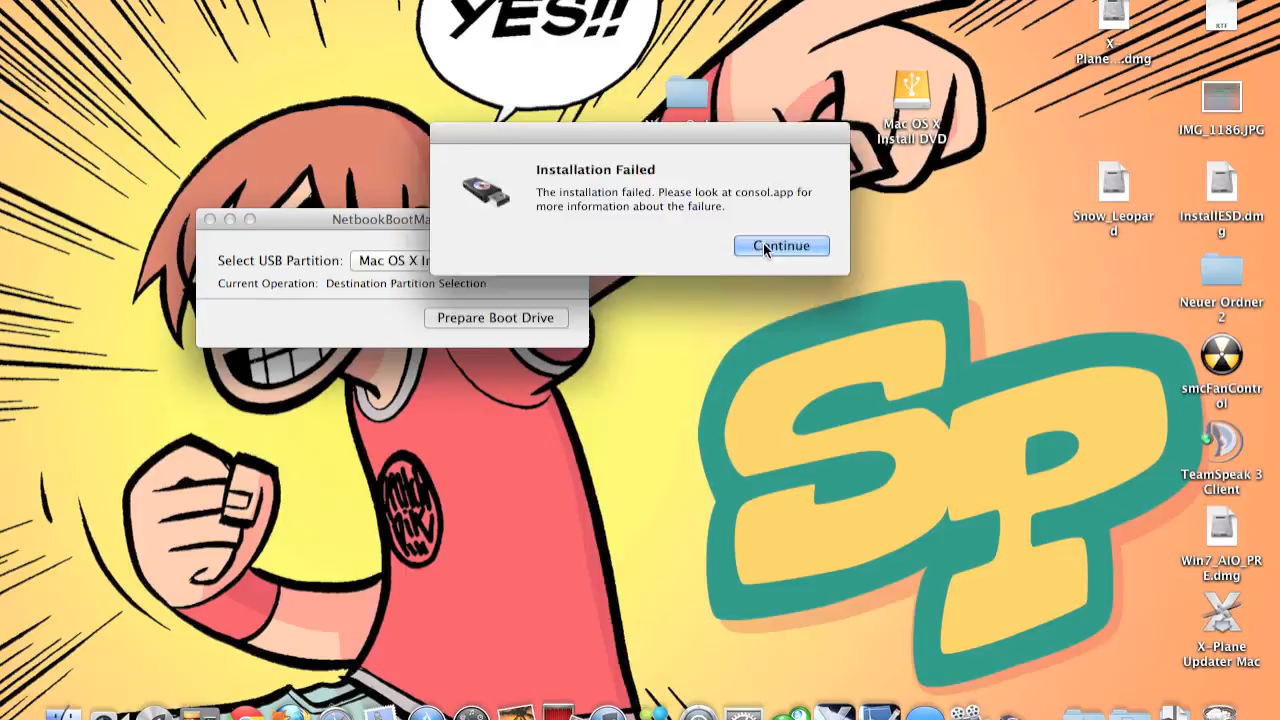 YES!!
X-
Plane....dmg
RTF
Mac OS X
Install DVD
IMG_1186.JPG
Installation Failed
The installation failed. Please look at consol.app for
more information about the failure.
Continue
NetbookBootMa
Select USB Partition: Mac OS X In
Current Operation: Destination Partition Selection
Prepare Boot Drive
Snow_Leopar
d
InstallESD.dm
g
Neuer Ordner
2
smcFanContr
ol
TeamSpeak 3
Client
Win7_AIO_PR
E.dmg
X-Plane
Updater Mac
SP